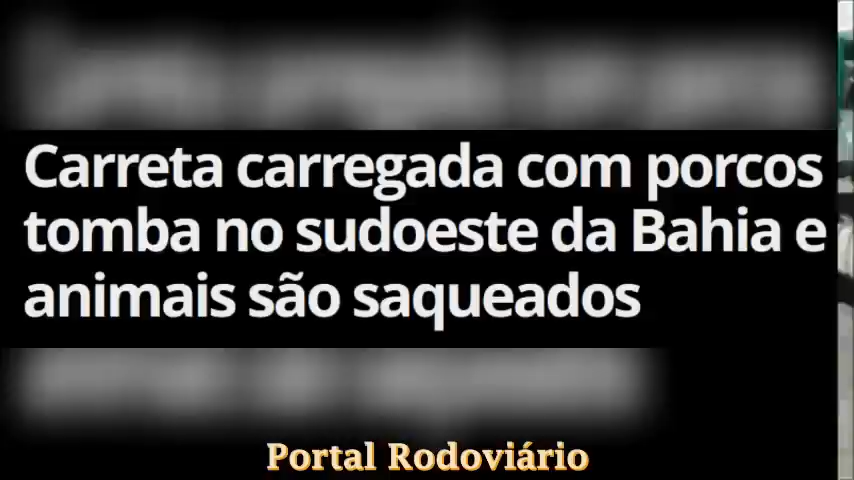 Carreta carregada com porcos
tomba no sudoeste da Bahia e
animais são saqueados
Portal Rodoviário